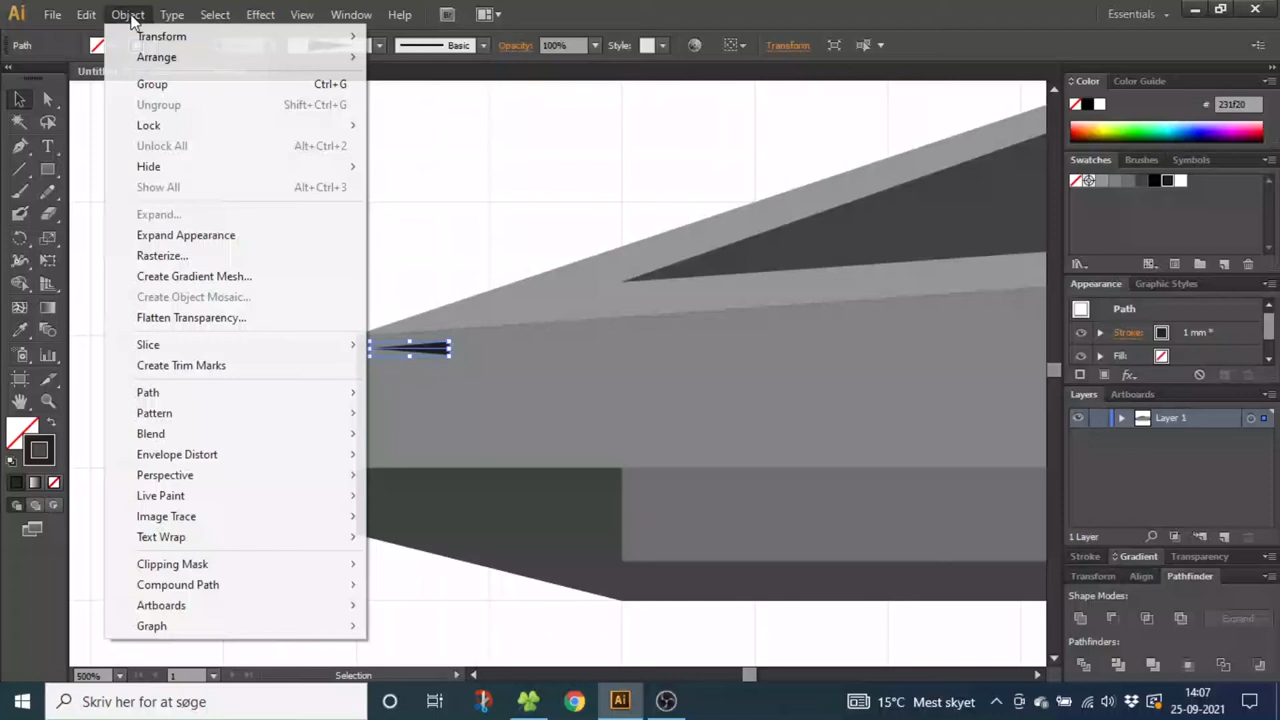 Ai File Edit Object Type Select Effect View Window Help Br Essentials
Path Basic Opacity: 100% Style: Transform
Transform
Arrange
Group Ctrl+G
Ungroup Shift+Ctrl+G
Lock
Unlock All Alt+Ctrl+2
Hide
Show All Alt+Ctrl+3
Expand...
Expand Appearance
Rasterize...
Create Gradient Mesh...
Create Object Mosaic...
Flatten Transparency...
Slice
Create Trim Marks
Path
Pattern
Blend
Envelope Distort
Perspective
Live Paint
Image Trace
Text Wrap
Clipping Mask
Compound Path
Artboards
Graph
Color Color Guide
# 231f20
Swatches Brushes Symbols
Appearance Graphic Styles
Path
Stroke: 1 mm *
Fill:
fx
Layers Artboards
Layer 1
1 Layer
Stroke Gradient Transparency
Transform Align Pathfinder
Shape Modes:
Expand
Pathfinders:
500% 1 Selection
Skriv her for at søge Ai 15°C Mest skyet 14:07
25-09-2021